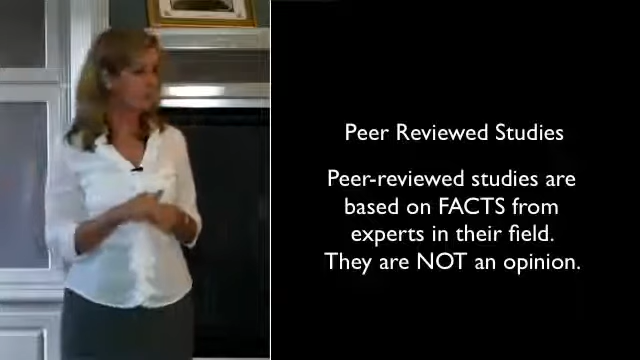 Peer Reviewed Studies
Peer-reviewed studies are
based on FACTS from
experts in their field.
They are NOT an opinion.